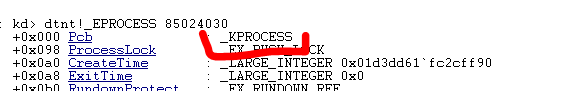 : kd> dtnt!_EPROCESS 85024030
+0x000 Pcb : _KPROCESS
+0x098 ProcessLock : _EX_PUSH_LOCK
+0x0a0 CreateTime : _LARGE_INTEGER 0x01d3dd61`fc2cff90
+0x0a8 ExitTime : _LARGE_INTEGER 0x0
+0x0b0 RundownProtect : _EX_RUNDOWN_REF